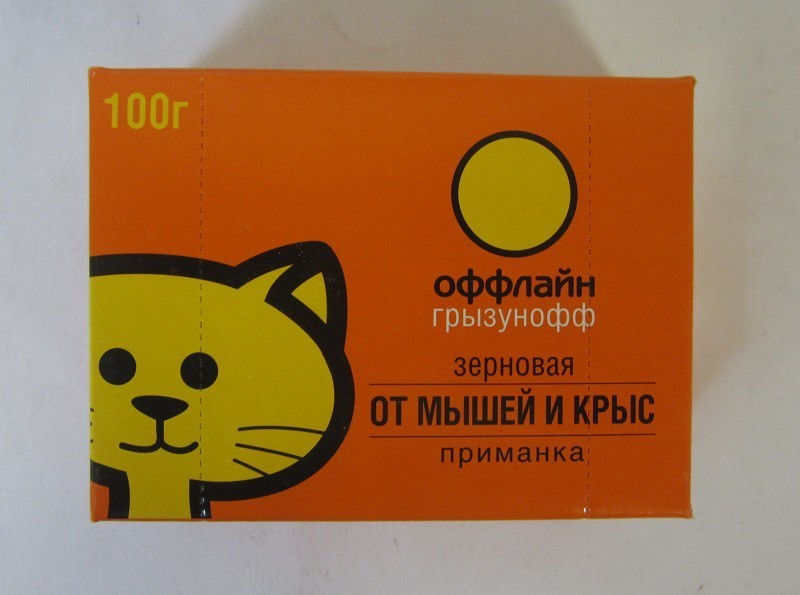 100г
оффлайн
грызунофф
зерновая
ОТ МЫШЕЙ И КРЫС
приманка